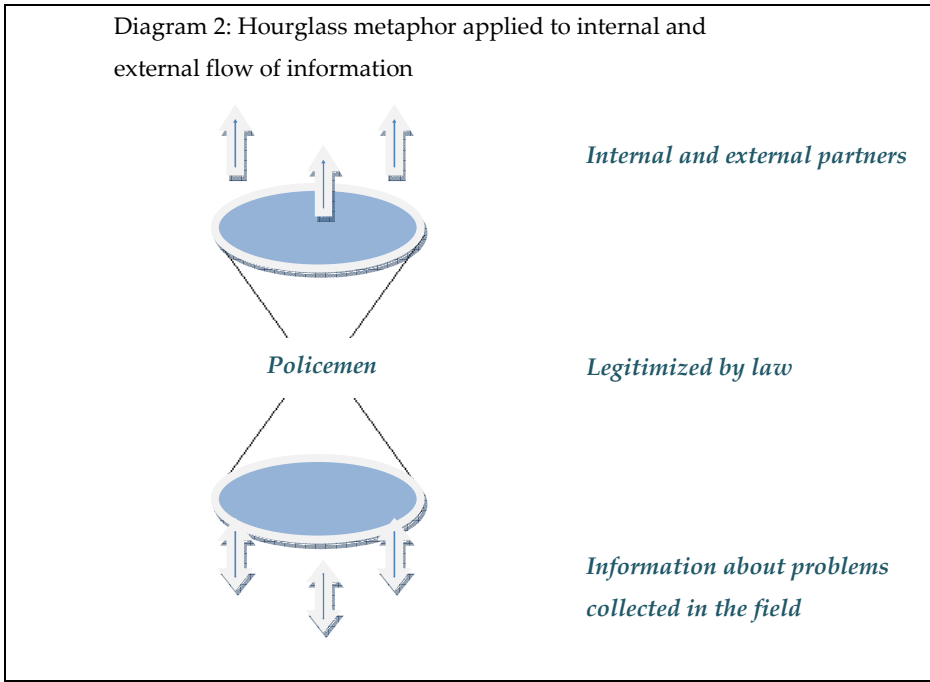 Diagram 2: Hourglass metaphor applied to internal and
external flow of information
Internal and external partners
Policemen
Legitimized by law
Information about problems
collected in the field